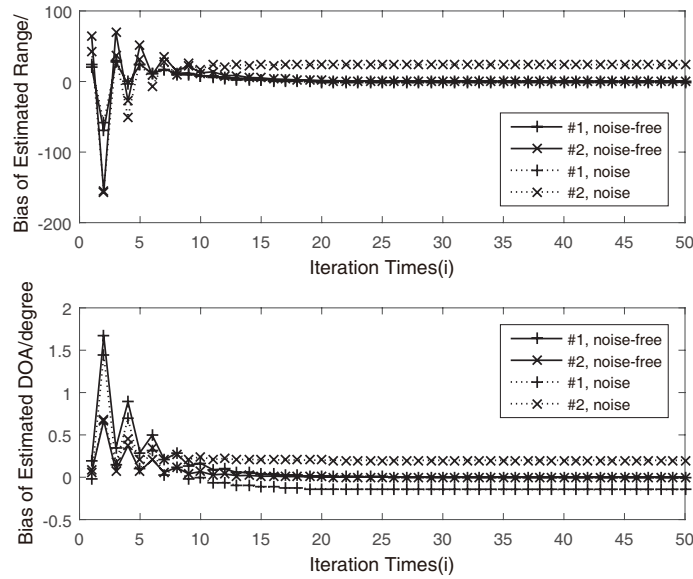 Bias of Estimated Range/
100
0
-100
-200
#1, noise-free
#2, noise-free
#1, noise
#2, noise
0 5 10 15 20 25 30 35 40 45 50
Iteration Times(i)
Bias of Estimated DOA/degree
2
1.5
1
0.5
0
-0.5
#1, noise-free
#2, noise-free
#1, noise
#2, noise
0 5 10 15 20 25 30 35 40 45 50
Iteration Times(i)